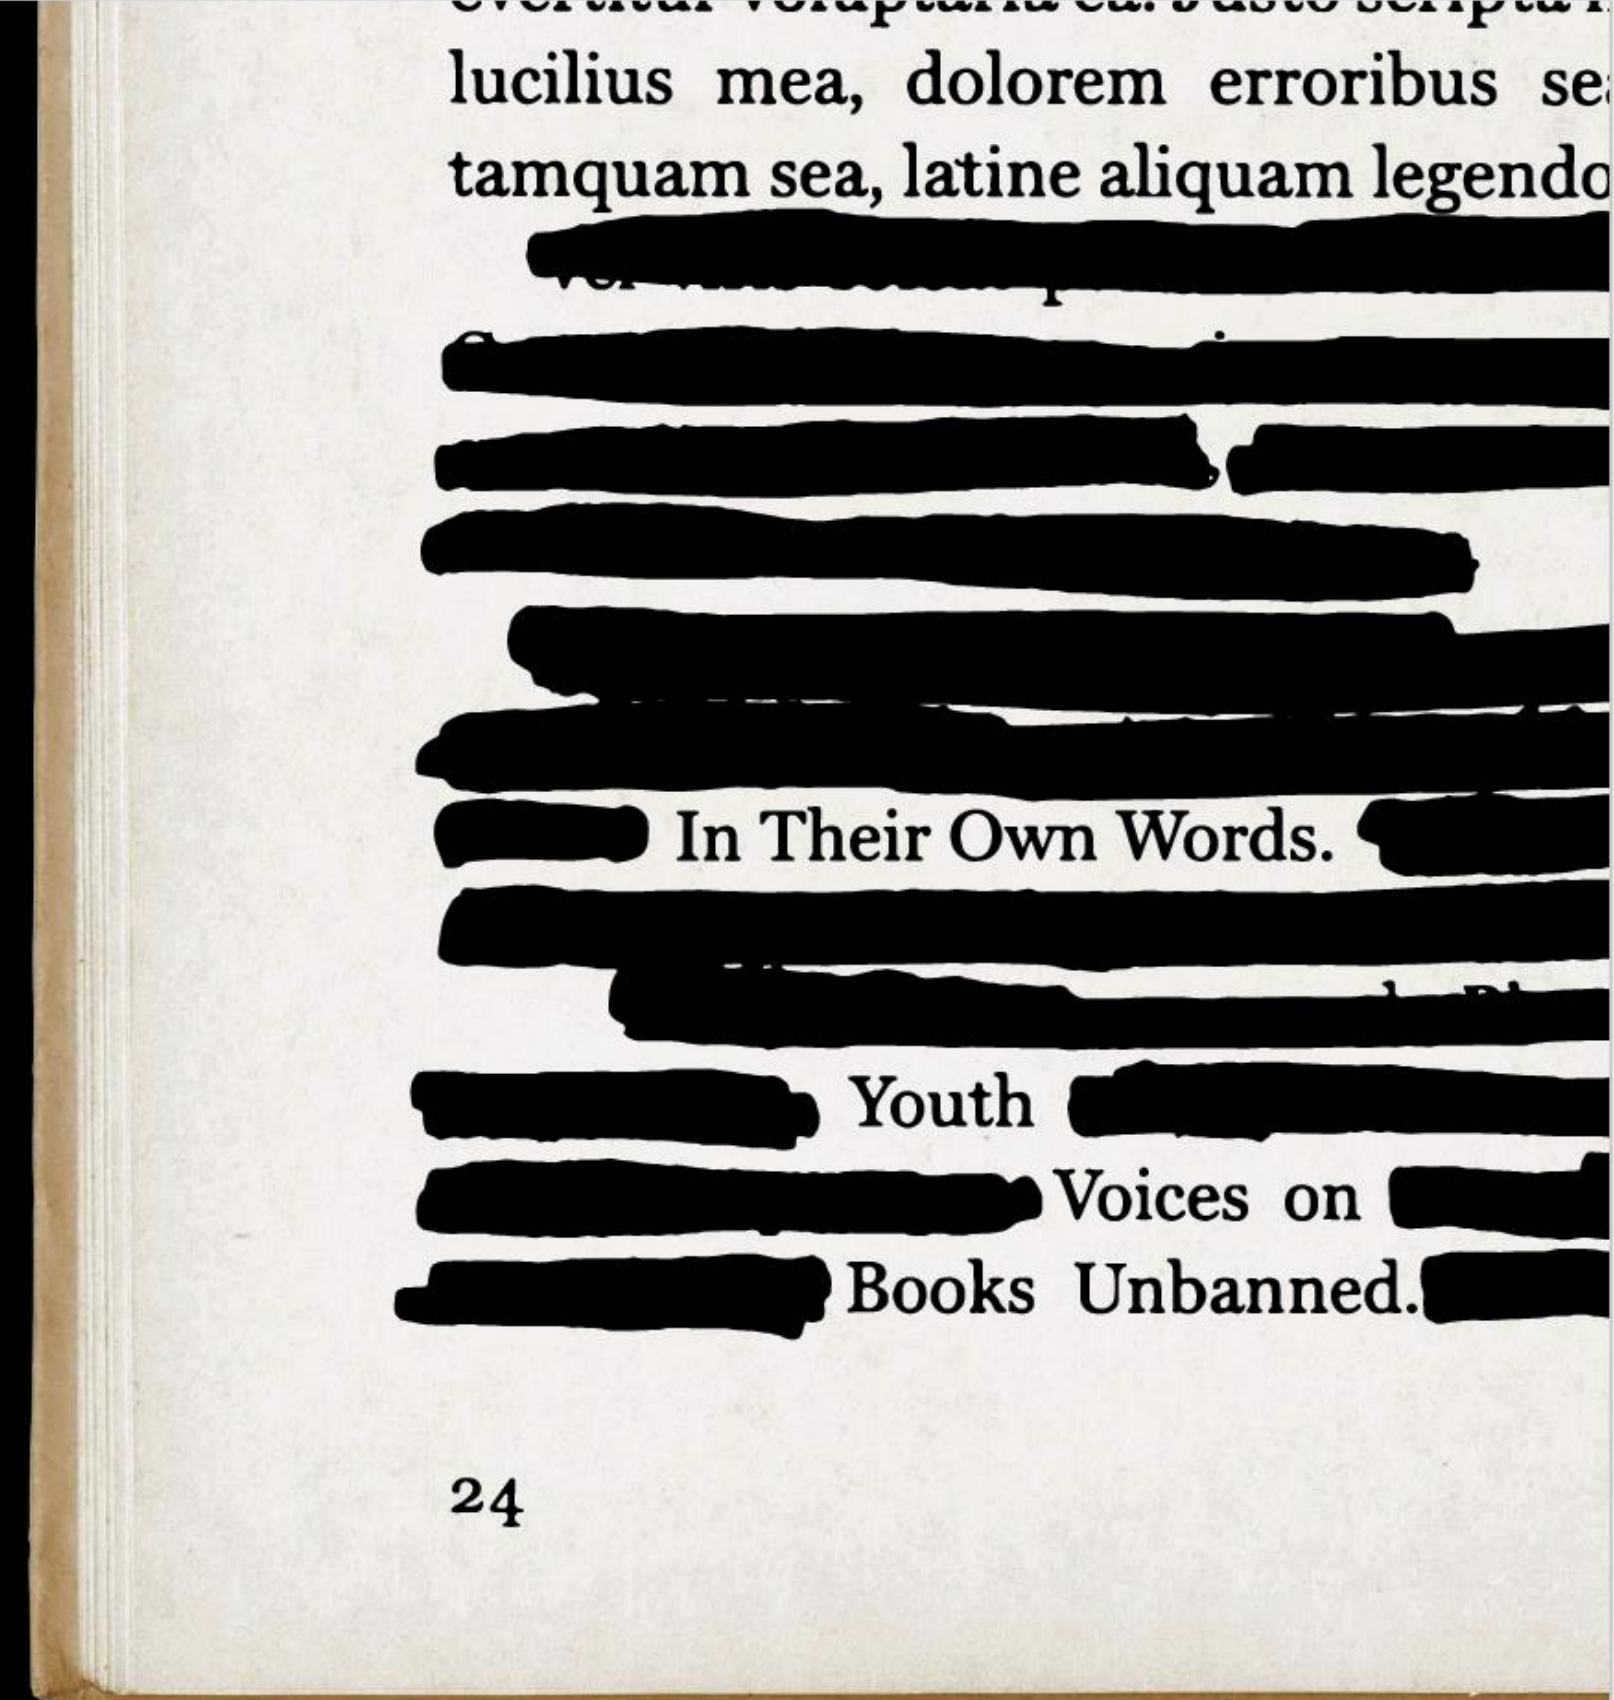 lucilius mea, dolorem erroribus
tamquam sea, latine aliquam legendo
In Their Own Words.
Youth
Voices on
Books Unbanned.
24